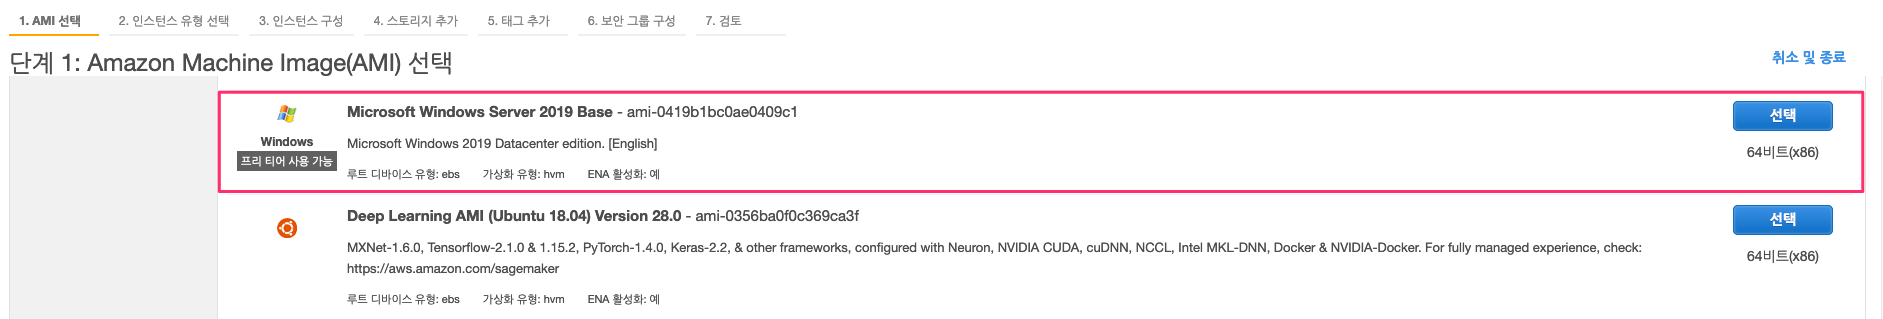 1. AMI 선택 2. 인스턴스 유형 선택 3. 인스턴스 구성 4. 스토리지 추가 5. 태그 추가 6. 보안 그룹 구성 7. 검토
단계 1: Amazon Machine Image(AMI) 선택
취소 및 종료
Windows
프리 티어 사용 가능
Microsoft Windows Server 2019 Base - ami-0419b1bc0ae0409c1
Microsoft Windows 2019 Datacenter edition. [English]
루트 디바이스 유형: ebs 가상화 유형: hvm ENA 활성화: 예
선택
64비트(x86)
Deep Learning AMI (Ubuntu 18.04) Version 28.0 - ami-0356ba0f0c369ca3f
MXNet-1.6.0, Tensorflow-2.1.0 & 1.15.2, PyTorch-1.4.0, Keras-2.2, & other frameworks, configured with Neuron, NVIDIA CUDA, cuDNN, NCCL, Intel MKL-DNN, Docker & NVIDIA-Docker. For fully managed experience, check:
https://aws.amazon.com/sagemaker
루트 디바이스 유형: ebs 가상화 유형: hvm ENA 활성화: 예
선택
64비트(x86)